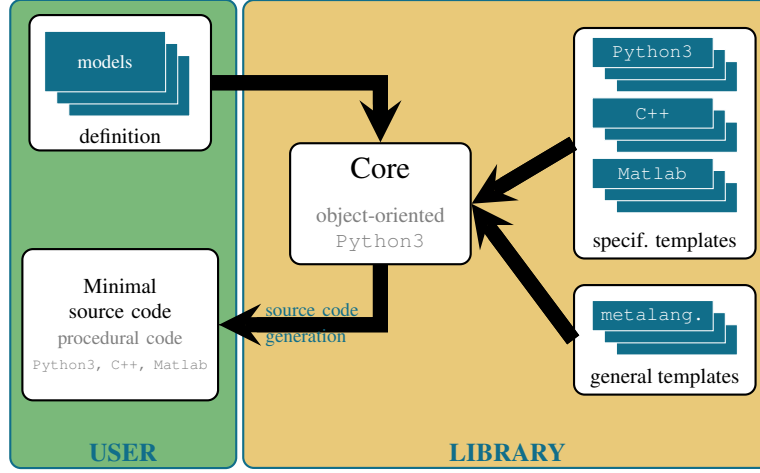 models
definition
Minimal
source code
procedural code
Python3, C++, Matlab
USER
Core
object-oriented
Python3
source code
generation
Python3
C++
Matlab
specif. templates
metalang.
general templates
LIBRARY